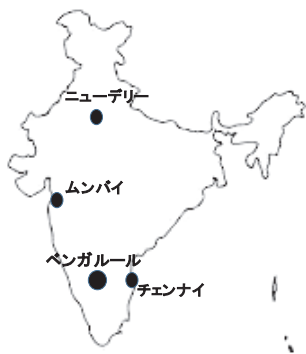 ニューデリー
ムンバイ
ベンガルール
チェンナイ